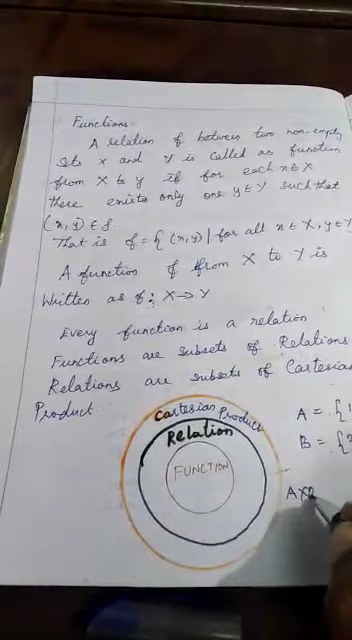 Functions
A relation f between two non-empty
sets X and Y is called as function
from X to Y if for each x ∈ X
there exists only one y ∈ Y such that
(x, y) ∈ f
That is f = { (x, y) | for all x ∈ X, y ∈ Y
A function f from X to Y is
Written as f : X → Y
Every function is a relation
Functions are subsets of Relations
Relations are subsets of Cartesian
Product
Cartesian Product
Relation
FUNCTION
A = {1
B = {
A X